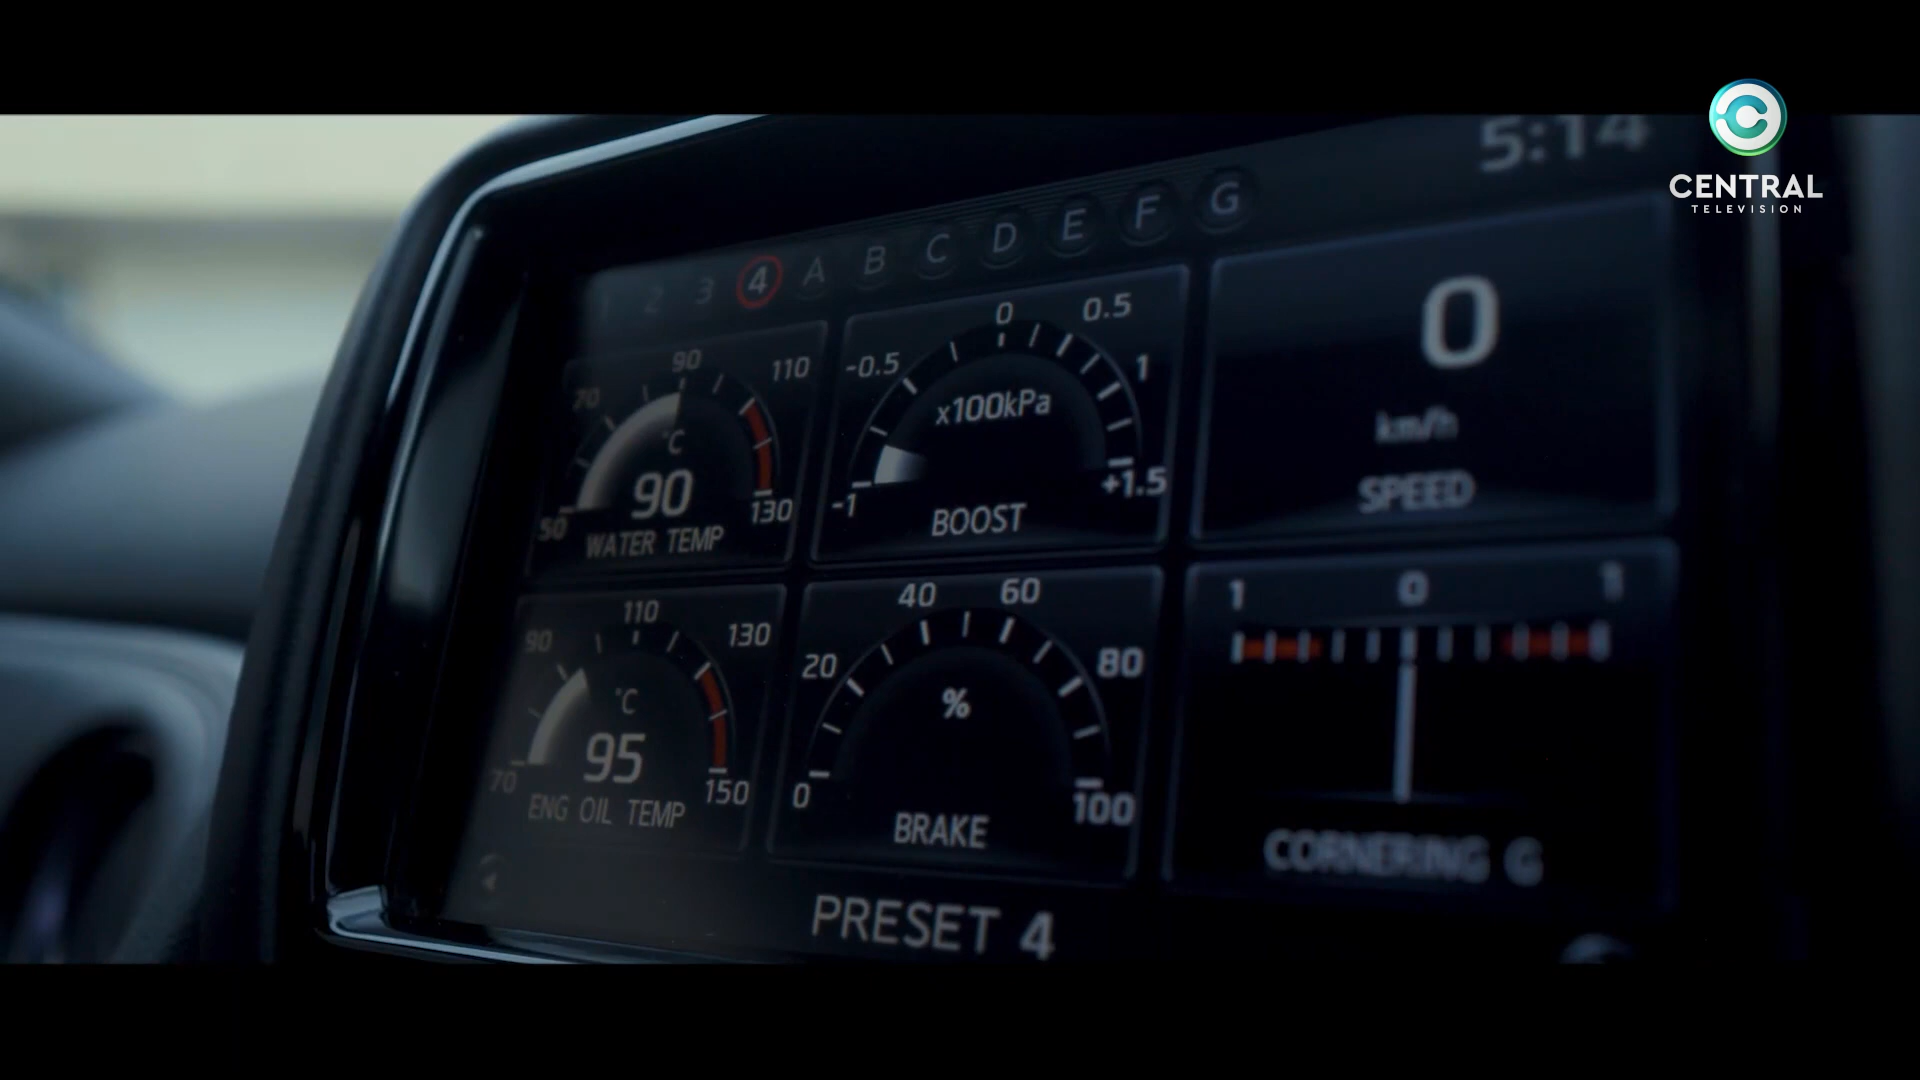 CENTRAL
TELEVISION
5:14
1 2 3 4 A B C D E F G
50 70 90 110 130
°C
90
WATER TEMP
-1 -0.5 0 0.5 1 +1.5
x100kPa
BOOST
0
km/h
SPEED
70 90 110 130 150
°C
95
ENG OIL TEMP
0 20 40 60 80 100
%
BRAKE
1 0 1
CORNERING G
PRESET 4